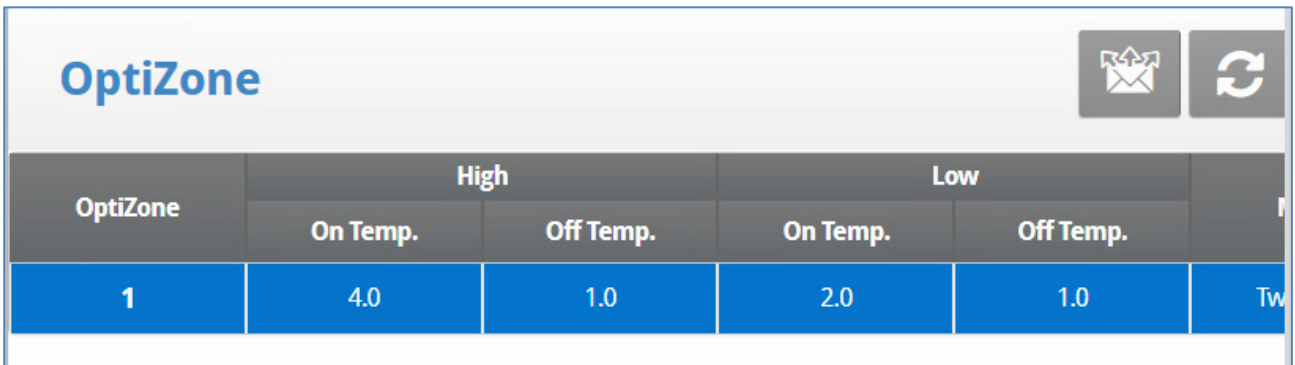 OptiZone
OptiZone High Low
On Temp. Off Temp. On Temp. Off Temp.
1 4.0 1.0 2.0 1.0